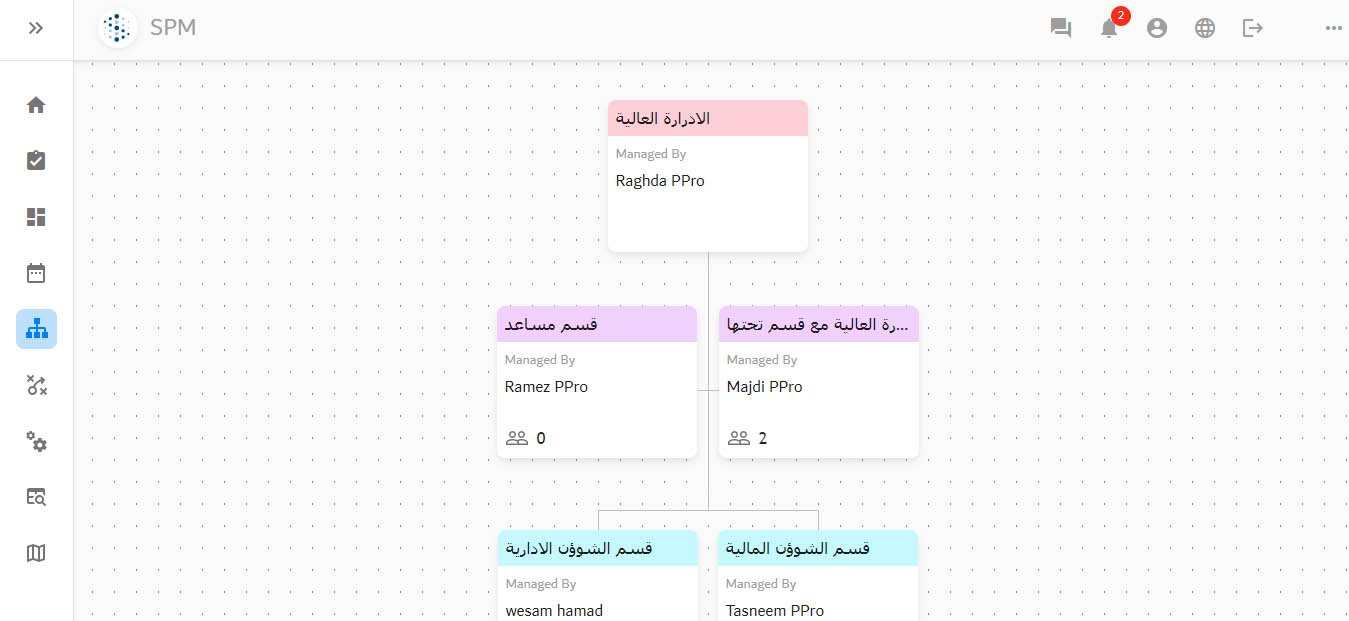 SPM
2
الادرارة العالية
Managed By
Raghda PPro
قسم مساعد
Managed By
Ramez PPro
0
...رة العالية مع قسم تحتها
Managed By
Majdi PPro
2
قسم الشوؤن الادارية
Managed By
wesam hamad
قسم الشوؤن المالية
Managed By
Tasneem PPro